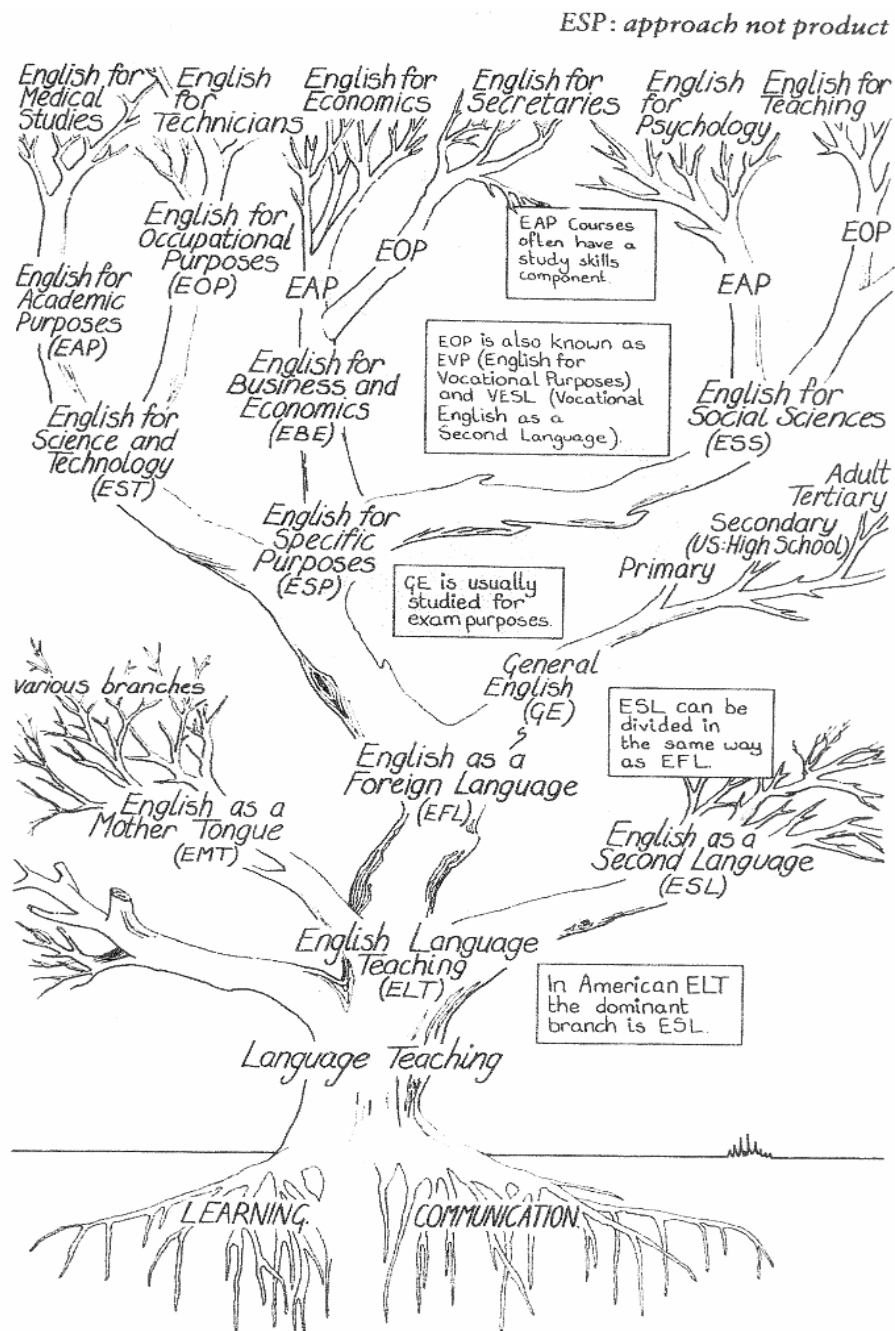 ESP: approach not product
English for
Medical
Studies
English
for
Technicians
English for
Economics
English for
Secretaries
English
for
Psychology
English for
Teaching
English for
Occupational
Purposes
(EOP)
EAP Courses
often have a
study skills
component.
EOP
EOP
English for
Academic
Purposes
(EAP)
EAP
EAP
EOP is also known as
EVP (English for
Vocational Purposes)
and VESL (Vocational
English as a
Second Language).
English for
Business and
Economics
(EBE)
English for
Social Sciences
(ESS)
English for
Science and
Technology
(EST)
Adult
Tertiary
English for
Specific
Purposes
(ESP)
Secondary
(US:High School)
Primary
GE is usually
studied for
exam purposes.
General
English
(GE)
various branches
ESL can be
divided in
the same way
as EFL.
English as a
Foreign Language
(EFL)
English as a
Mother Tongue
(EMT)
English as a
Second Language
(ESL)
English Language
Teaching
(ELT)
In American ELT
the dominant
branch is ESL.
Language Teaching
LEARNING.
COMMUNICATION